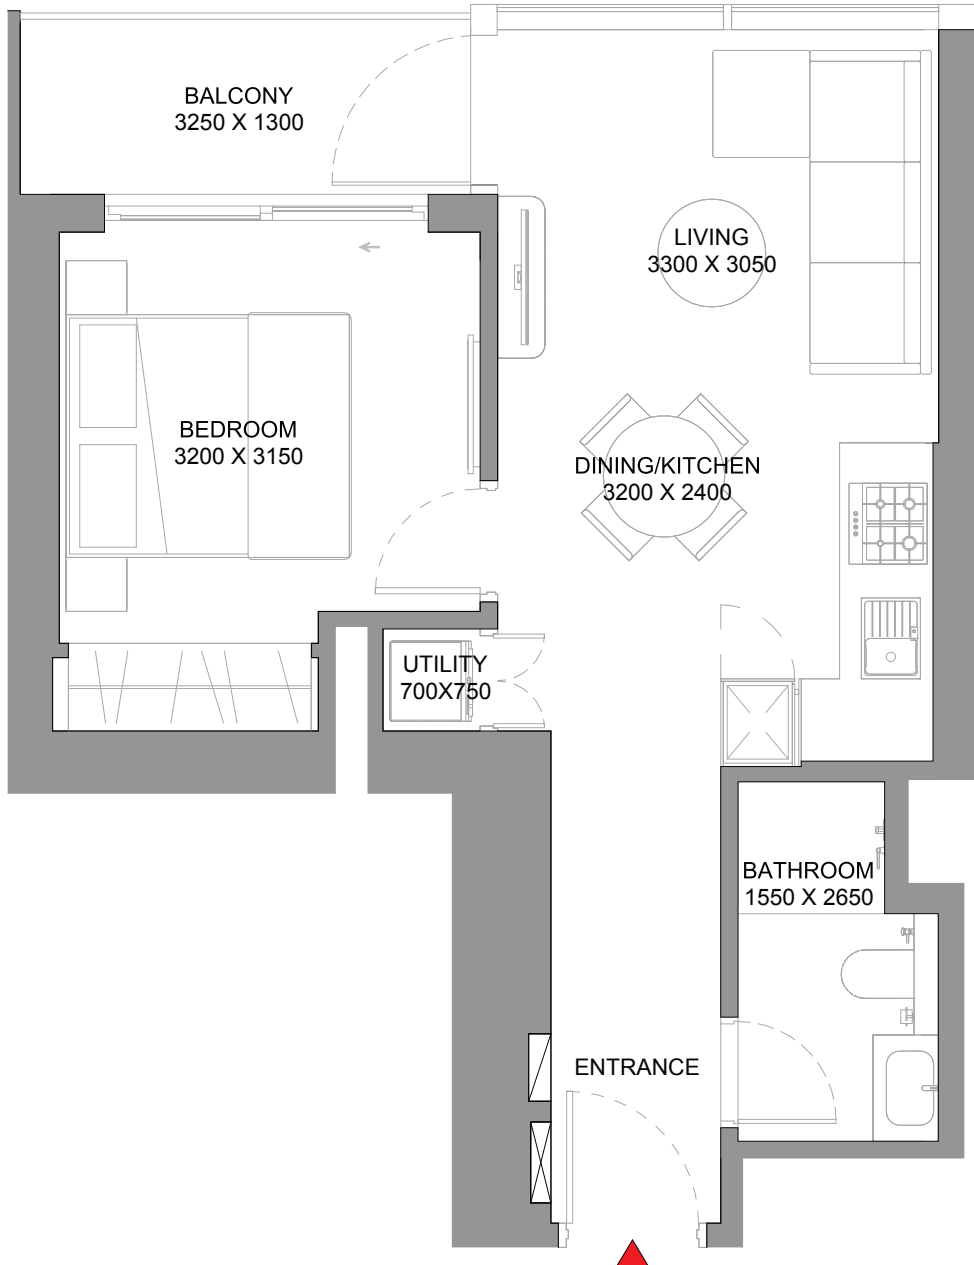 BALCONY
3250 X 1300
LIVING
3300 X 3050
BEDROOM
3200 X 3150
DINING/KITCHEN
3200 X 2400
UTILITY
700X750
BATHROOM
1550 X 2650
ENTRANCE